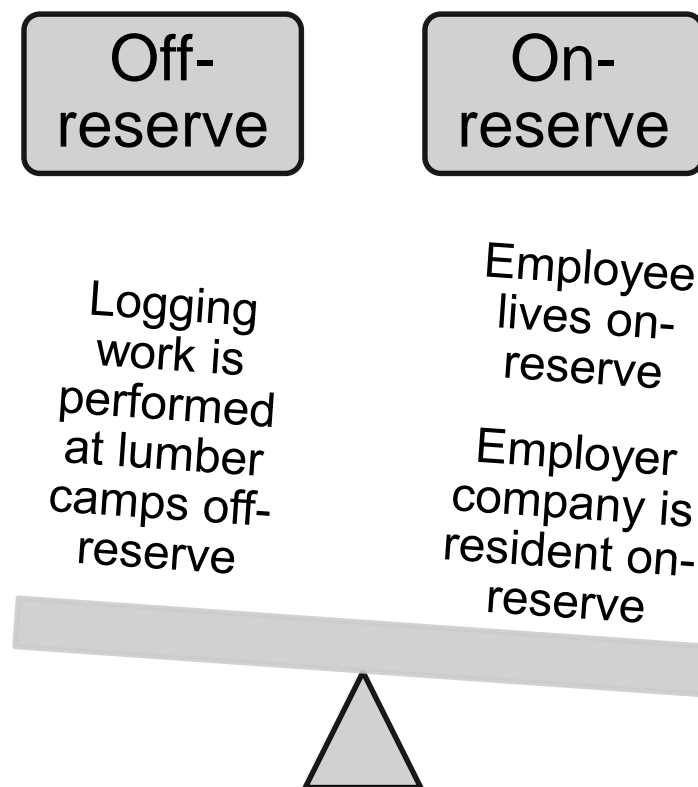 Off-
reserve
On-
reserve
Logging
work is
performed
at lumber
camps off-
reserve
Employee
lives on-
reserve
Employer
company is
resident on-
reserve